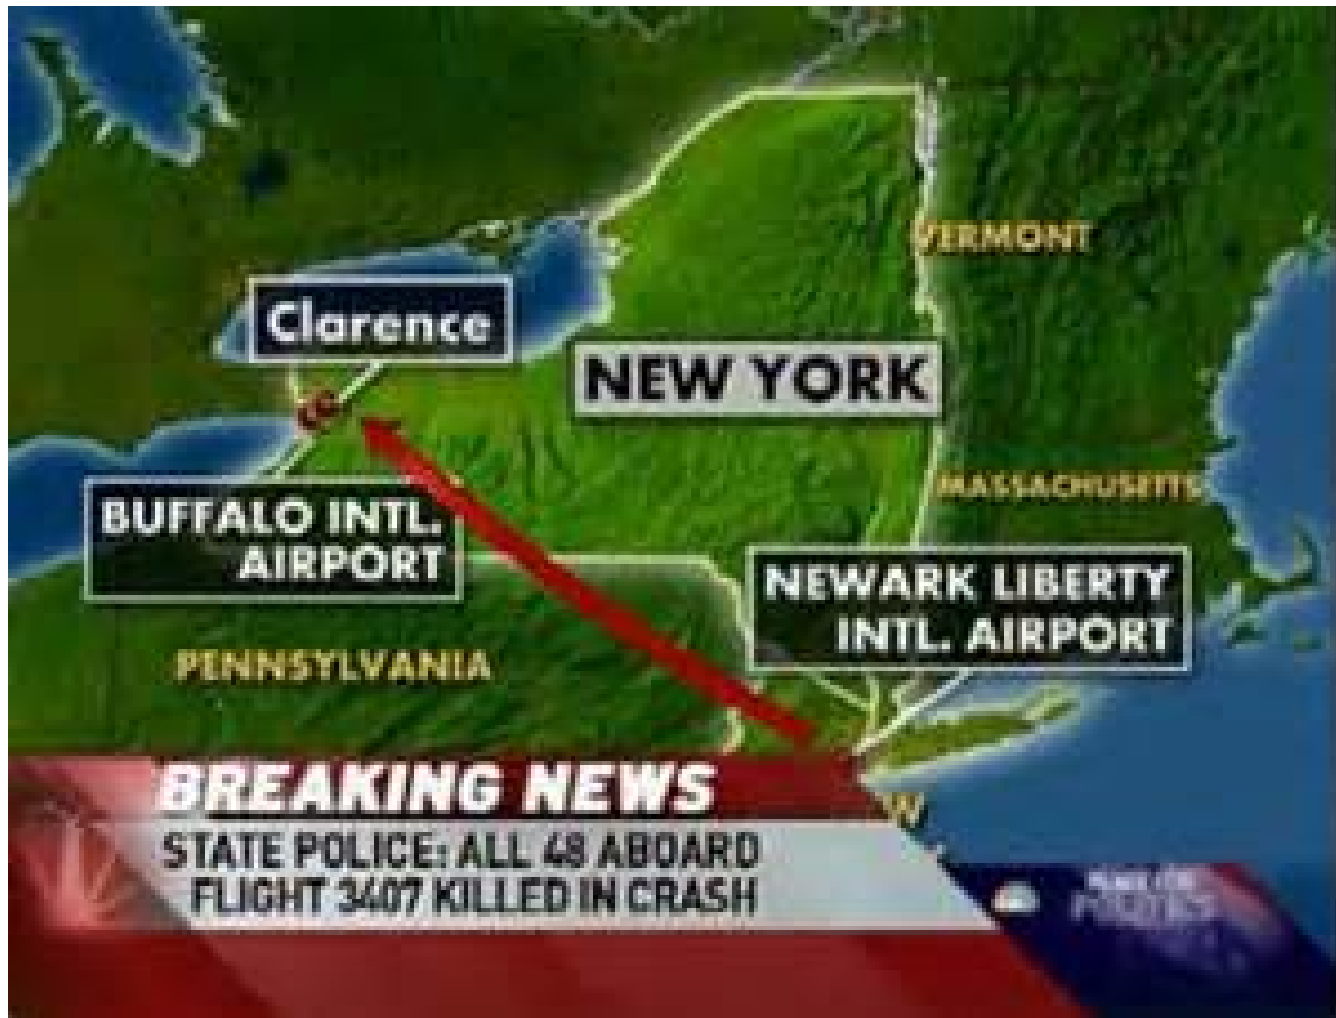 VERMONT
Clarence
NEW YORK
MASSACHUSETTS
BUFFALO INTL.
AIRPORT
NEWARK LIBERTY
INTL. AIRPORT
PENNSYLVANIA
BREAKING NEWS
W
STATE POLICE: ALL 48 ABOARD
FLIGHT 3407 KILLED IN CRASH